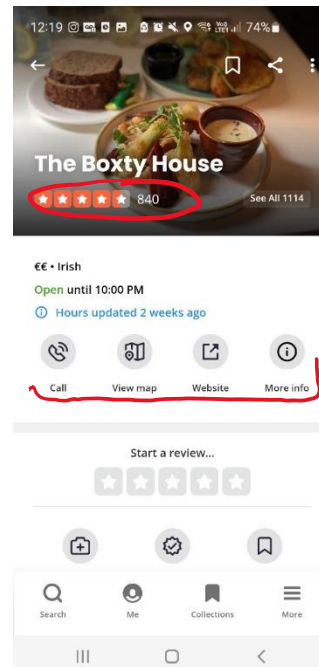 12:19 74%
The Boxty House
840 See All 1114
€€ • Irish
Open until 10:00 PM
Hours updated 2 weeks ago
Call View map Website More info
Start a review...
Search Me Collections More